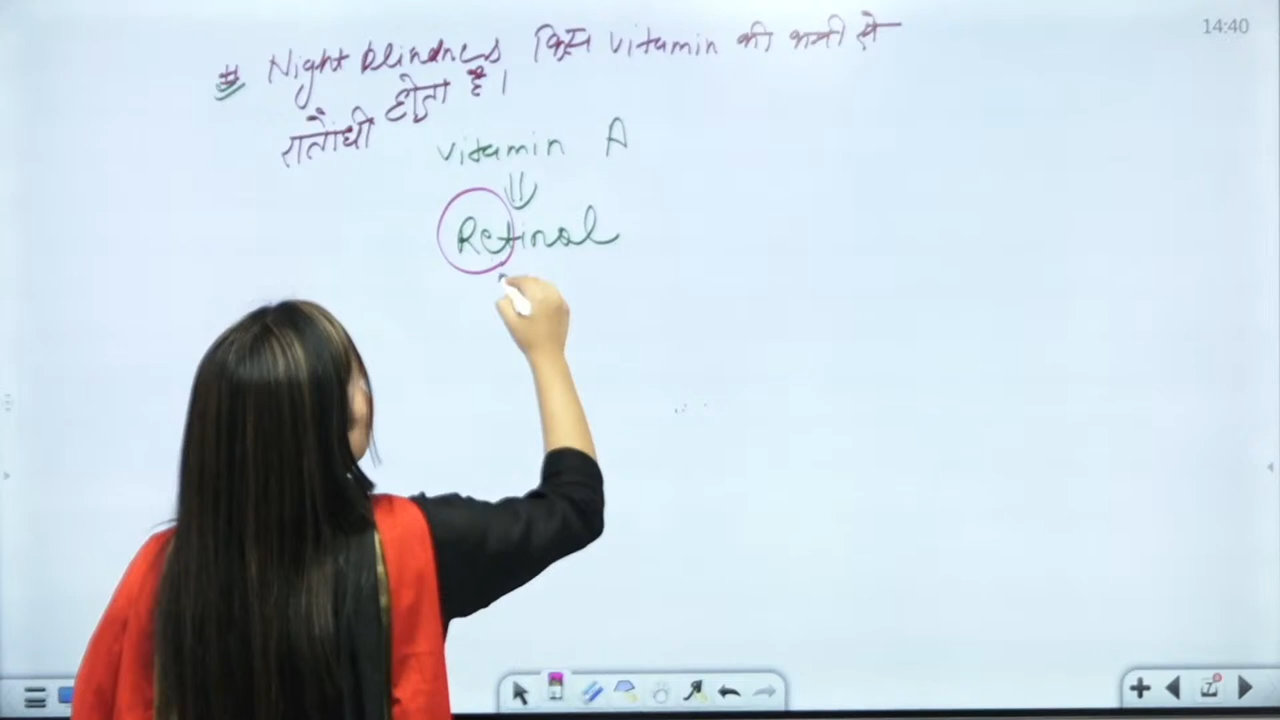 14:40
# Night blindness किस vitamin की कमी से
रतौंधी होता है।
vitamin A
Retinol